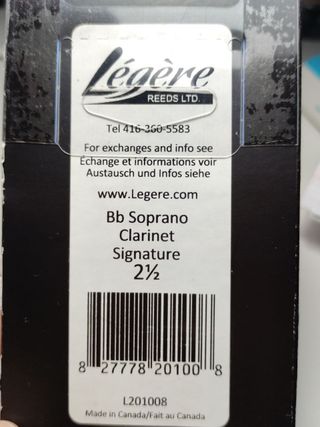 Légère
REEDS LTD.
Tel 416-360-5583
For exchanges and info see
Échange et informations voir
Austausch und Infos siehe
www.Legere.com
Bb Soprano
Clarinet
Signature
2½
8 27778 20100 8
L201008
Made in Canada/Fait au Canada